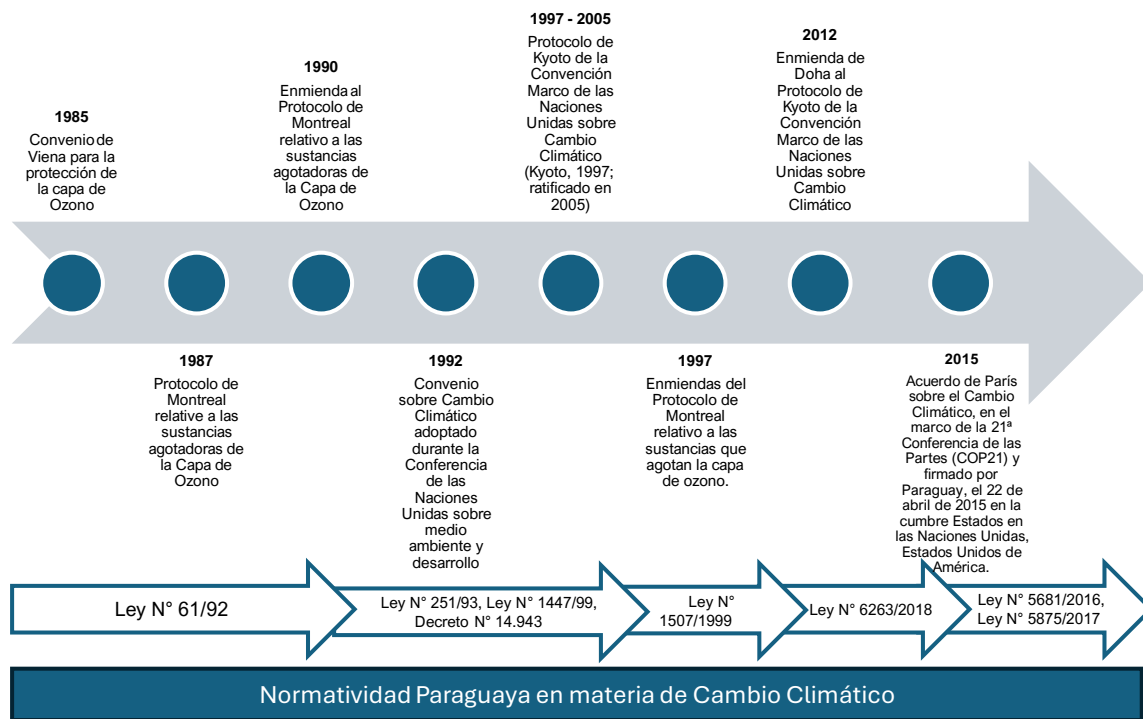 1985
Convenio de
Viena para la
protección de
la capa de
Ozono
1987
Protocolo de
Montreal
relative a las
sustancias
agotadoras de
la Capa de
Ozono
1990
Enmienda al
Protocolo de
Montreal
relativo a las
sustancias
agotadoras de
la Capa de
Ozono
1992
Convenio
sobre Cambio
Climático
adoptado
durante la
Conferencia
de las
Naciones
Unidas sobre
medio
ambiente y
desarrollo
1997 - 2005
Protocolo de
Kyoto de la
Convención
Marco de las
Naciones
Unidas sobre
Cambio
Climático
(Kyoto, 1997;
ratificado en
2005)
1997
Enmiendas del
Protocolo de
Montreal
relativo a las
sustancias que
agotan la capa
de ozono.
2012
Enmienda de
Doha al
Protocolo de
Kyoto de la
Convención
Marco de las
Naciones
Unidas sobre
Cambio
Climático
2015
Acuerdo de París
sobre el Cambio
Climático, en el
marco de la 21ª
Conferencia de las
Partes (COP21) y
firmado por
Paraguay, el 22 de
abril de 2015 en la
cumbre Estados en
las Naciones Unidas,
Estados Unidos de
América.
Ley N° 61/92
Ley N° 251/93, Ley N° 1447/99,
Decreto N° 14.943
Ley N°
1507/1999
Ley N° 6263/2018
Ley N° 5681/2016,
Ley N° 5875/2017
Normatividad Paraguaya en materia de Cambio Climático